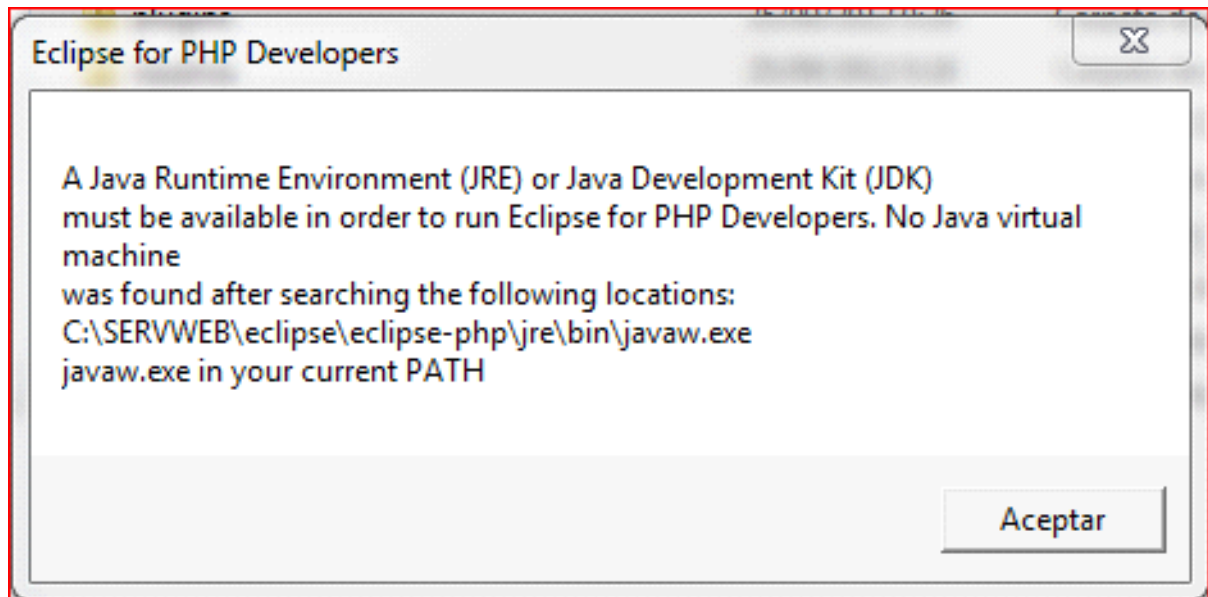 Eclipse for PHP Developers
A Java Runtime Environment (JRE) or Java Development Kit (JDK)
must be available in order to run Eclipse for PHP Developers. No Java virtual
machine
was found after searching the following locations:
C:\SERVWEB\eclipse\eclipse-php\jre\bin\javaw.exe
javaw.exe in your current PATH
Aceptar